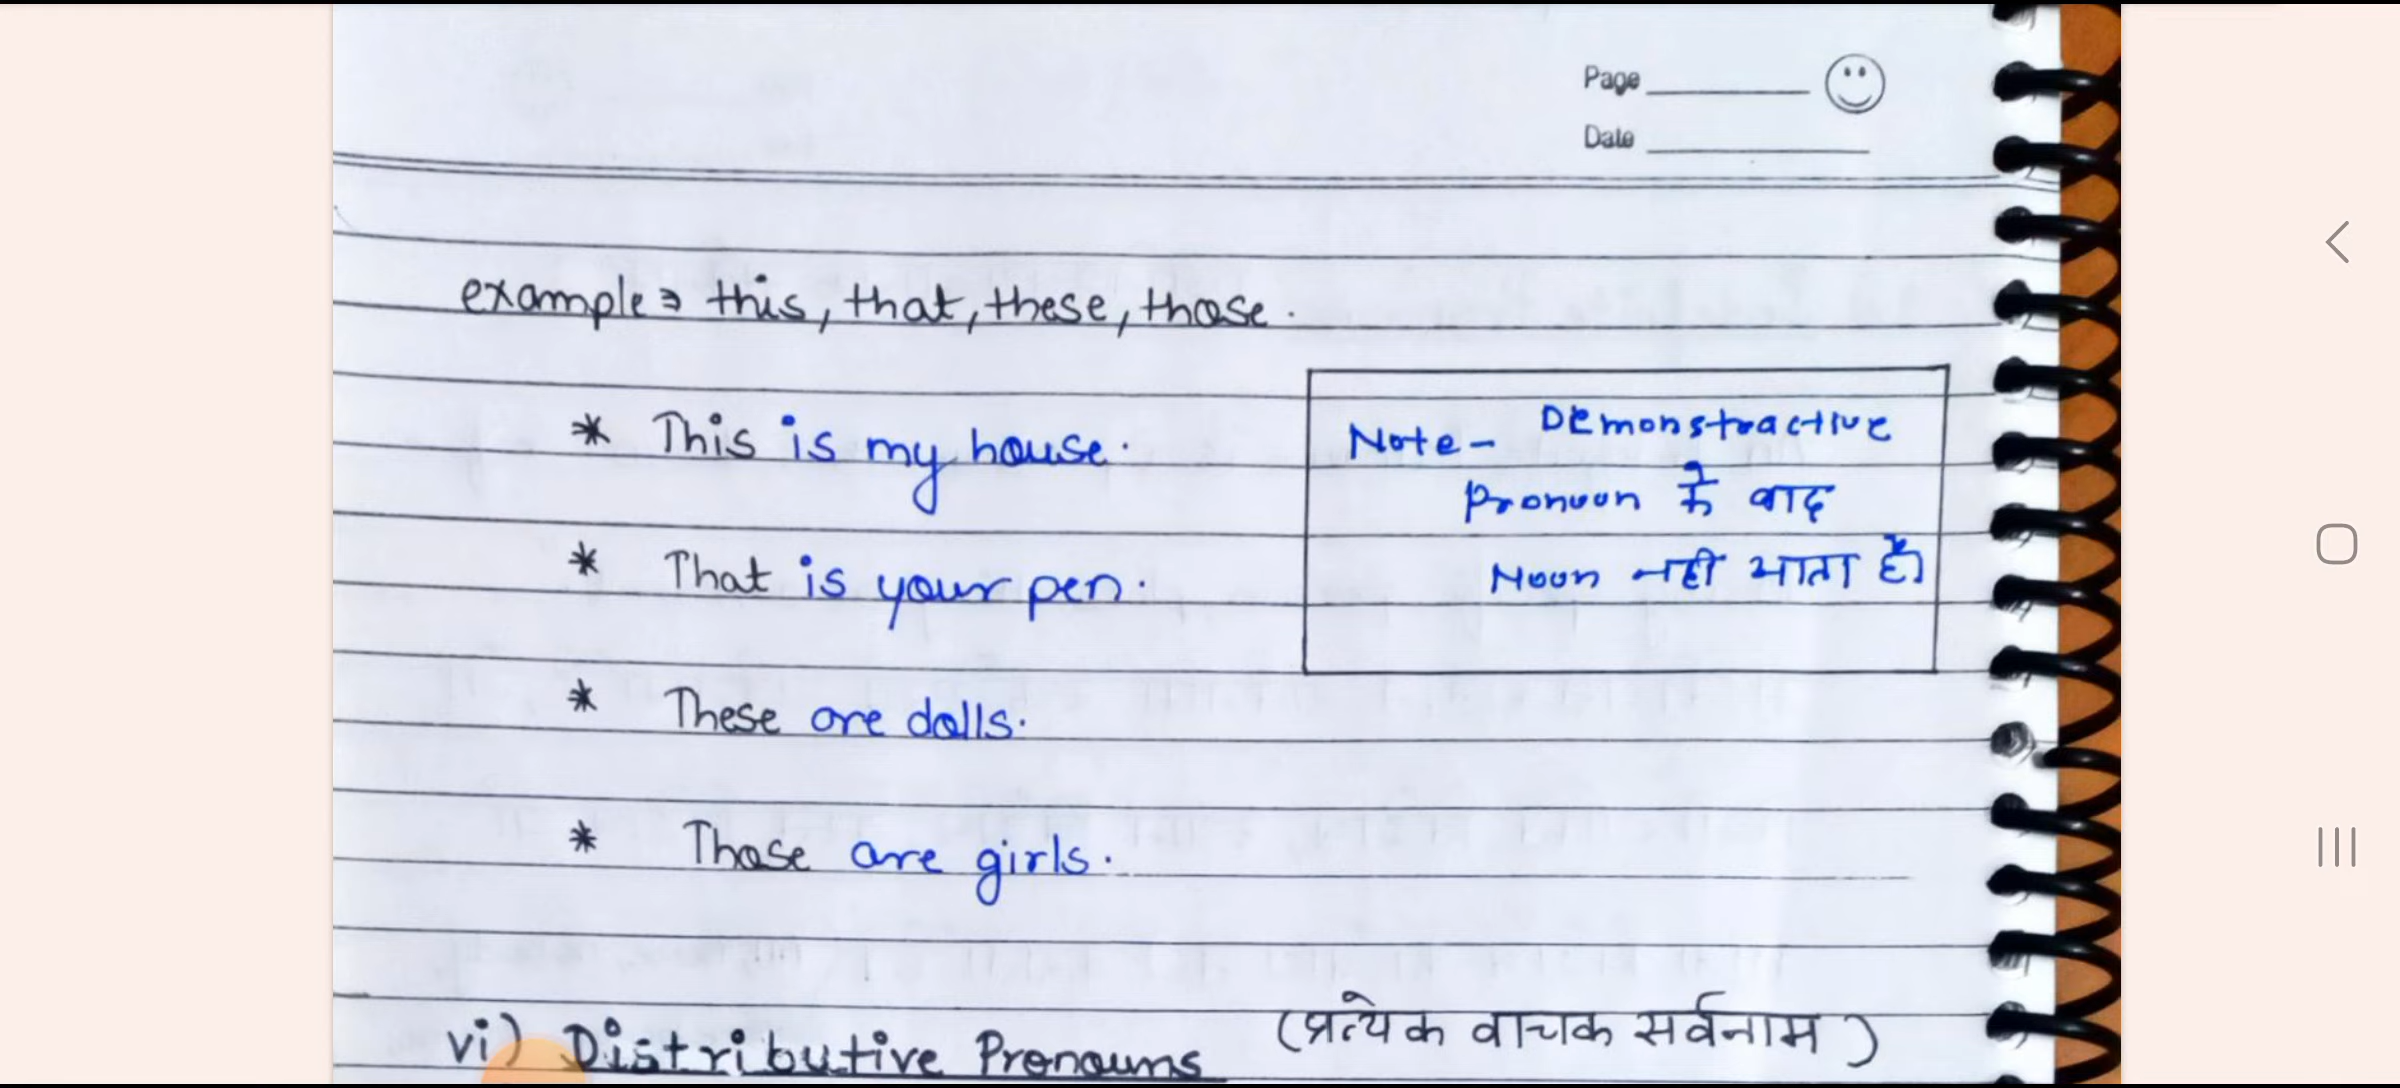 Page
Date
example⇒ this, that, these, those.
* This is my house.
Note- Demonstractive
Pronoun के बाद
Noun नहीं आता है।
* That is your pen.
* These are dolls.
* Those are girls.
vi) Distributive Pronouns (प्रत्येक वाचक सर्वनाम)